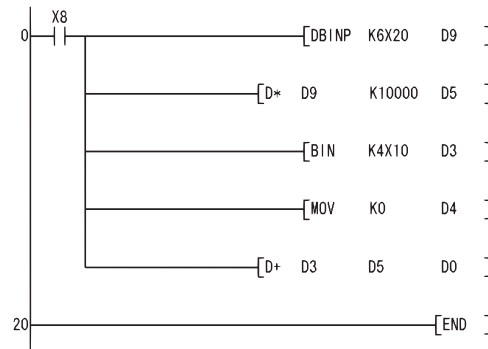 X8
0 [DBINP K6X20 D9 ]
[D* D9 K10000 D5 ]
[BIN K4X10 D3 ]
[MOV K0 D4 ]
[D+ D3 D5 D0 ]
20 [END ]